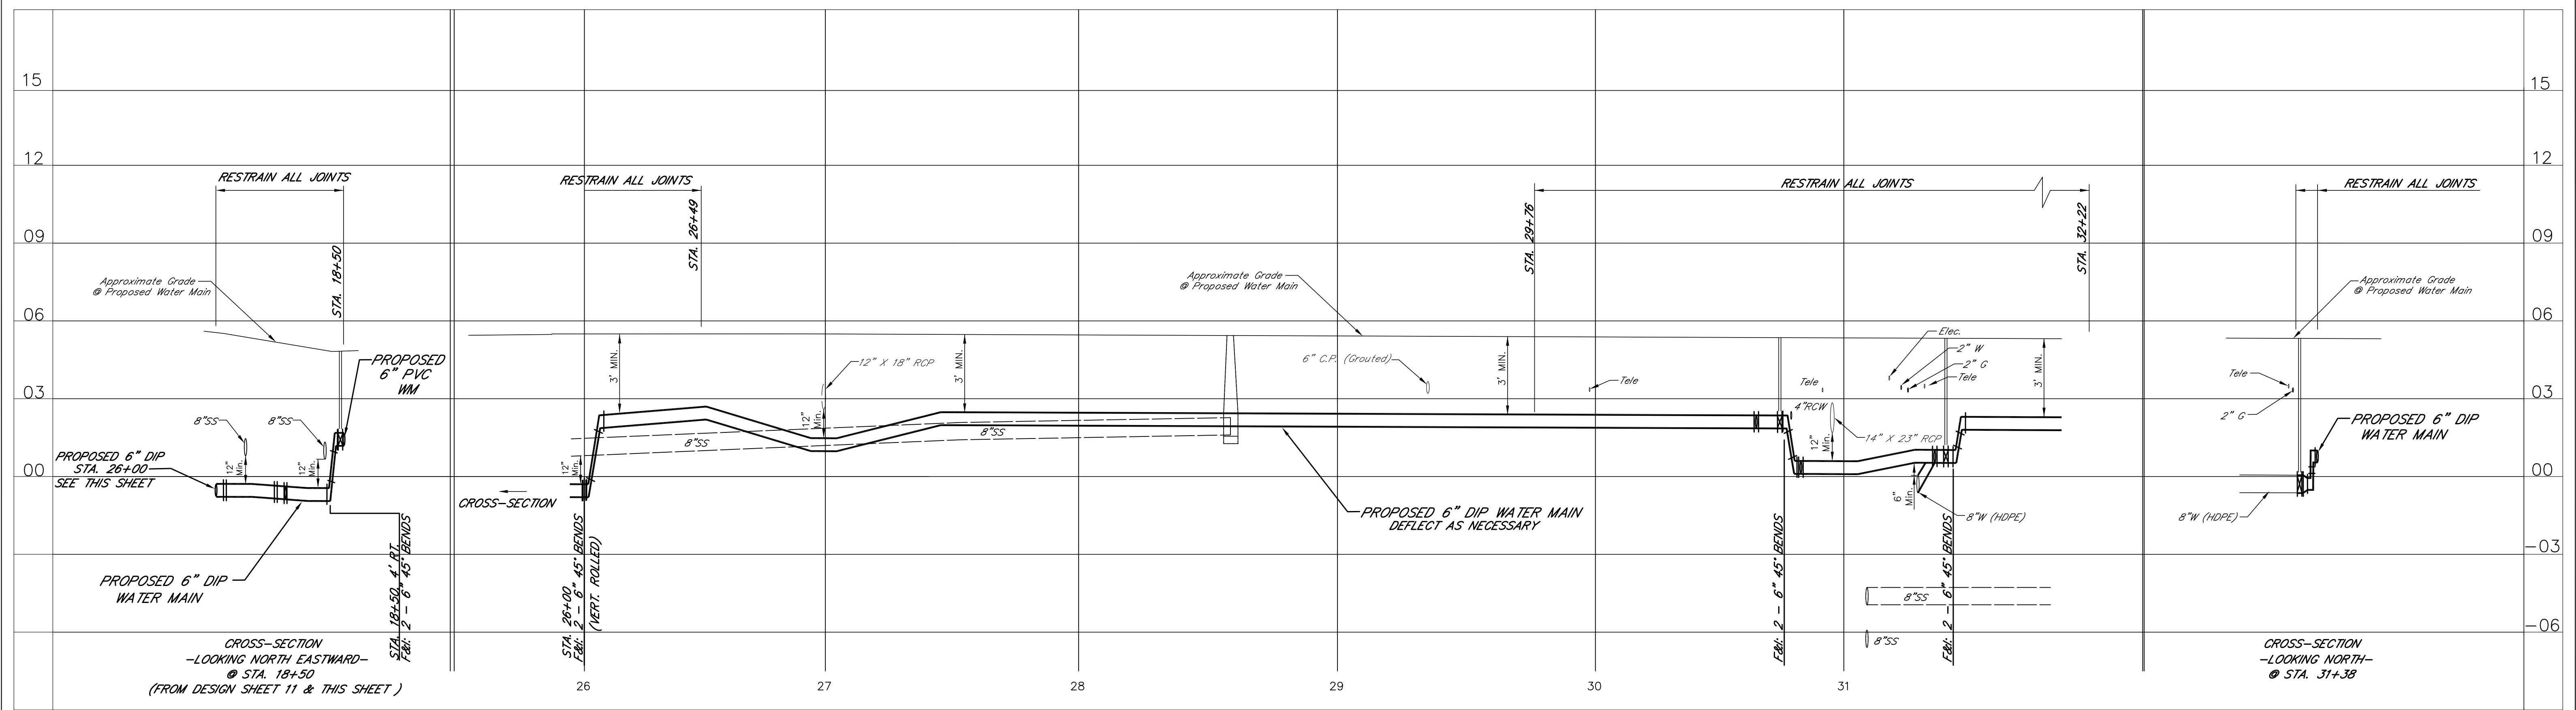 15
12
09
06
03
00
RESTRAIN ALL JOINTS
STA. 18+50
Approximate Grade
@ Proposed Water Main
PROPOSED
6" PVC
WM
8"SS
8"SS
12"
Min.
12"
Min.
PROPOSED 6" DIP
STA. 26+00
SEE THIS SHEET
PROPOSED 6" DIP
WATER MAIN
STA. 18+50, 4' RT.
F&I: 2 - 6" 45° BENDS
CROSS-SECTION
-LOOKING NORTH EASTWARD-
@ STA. 18+50
(FROM DESIGN SHEET 11 & THIS SHEET )
RESTRAIN ALL JOINTS
STA. 26+49
3' MIN.
12" X 18" RCP
12"
Min.
3' MIN.
8"SS
8"SS
12"
Min.
CROSS-SECTION
STA. 26+00
F&I: 2 - 6" 45° BENDS
(VERT. ROLLED)
Approximate Grade
@ Proposed Water Main
6" C.P. (Grouted)
PROPOSED 6" DIP WATER MAIN
DEFLECT AS NECESSARY
RESTRAIN ALL JOINTS
STA. 29+76
STA. 32+22
3' MIN.
Tele
Tele
4"RCW
12"
Min.
14" X 23" RCP
Elec.
2" W
2" G
Tele
3' MIN.
6"
Min.
8"W (HDPE)
F&I: 2 - 6" 45° BENDS
F&I: 2 - 6" 45° BENDS
8"SS
8"SS
26
27
28
29
30
31
RESTRAIN ALL JOINTS
Approximate Grade
@ Proposed Water Main
Tele
2" G
PROPOSED 6" DIP
WATER MAIN
8"W (HDPE)
CROSS-SECTION
-LOOKING NORTH-
@ STA. 31+38
15
12
09
06
03
00
-03
-06